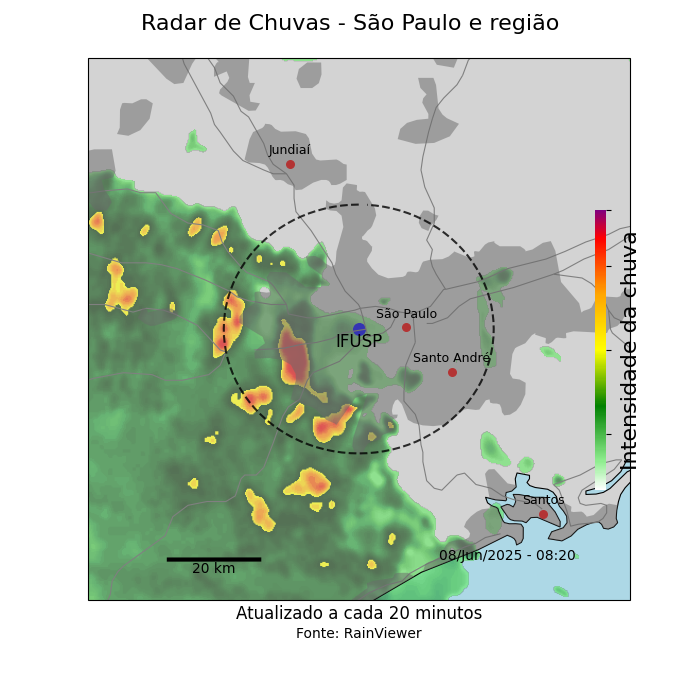 Radar de Chuvas - São Paulo e região
Jundiaí
São Paulo
IFUSP
Santo André
Intensidade da chuva
Santos
08/Jun/2025 - 08:20
20 km
Atualizado a cada 20 minutos
Fonte: RainViewer